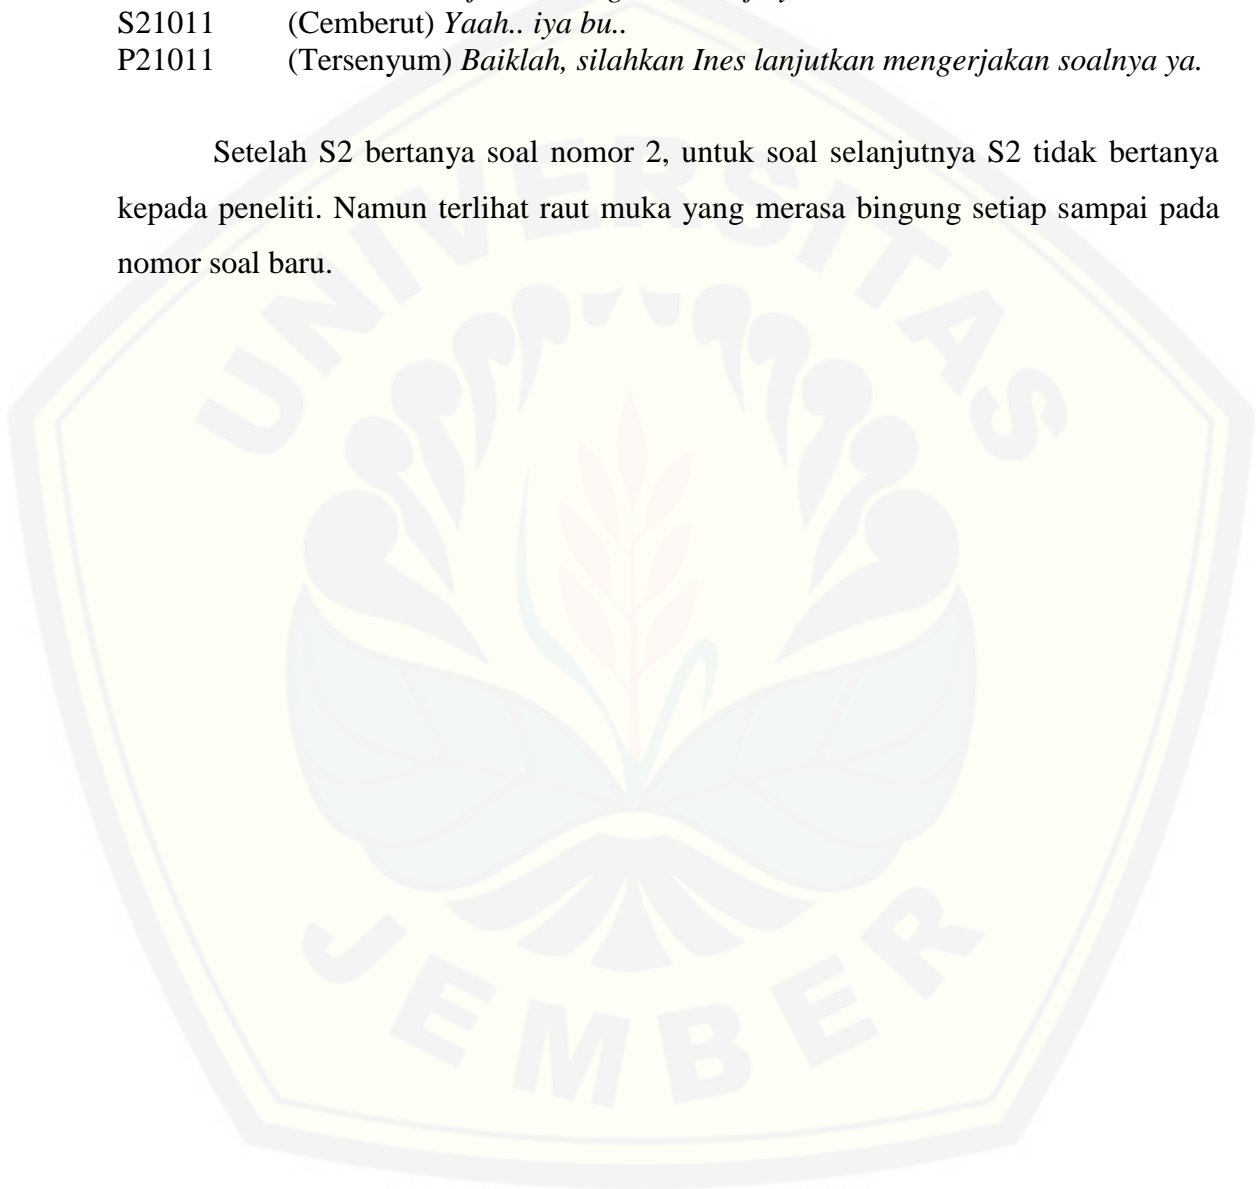 S21011 (Cemberut) Yaah.. iya bu..
P21011 (Tersenyum) Baiklah, silahkan Ines lanjutkan mengerjakan soalnya ya.
Setelah S2 bertanya soal nomor 2, untuk soal selanjutnya S2 tidak bertanya
kepada peneliti. Namun terlihat raut muka yang merasa bingung setiap sampai pada
nomor soal baru.
UNIVERSITAS
JEMBER